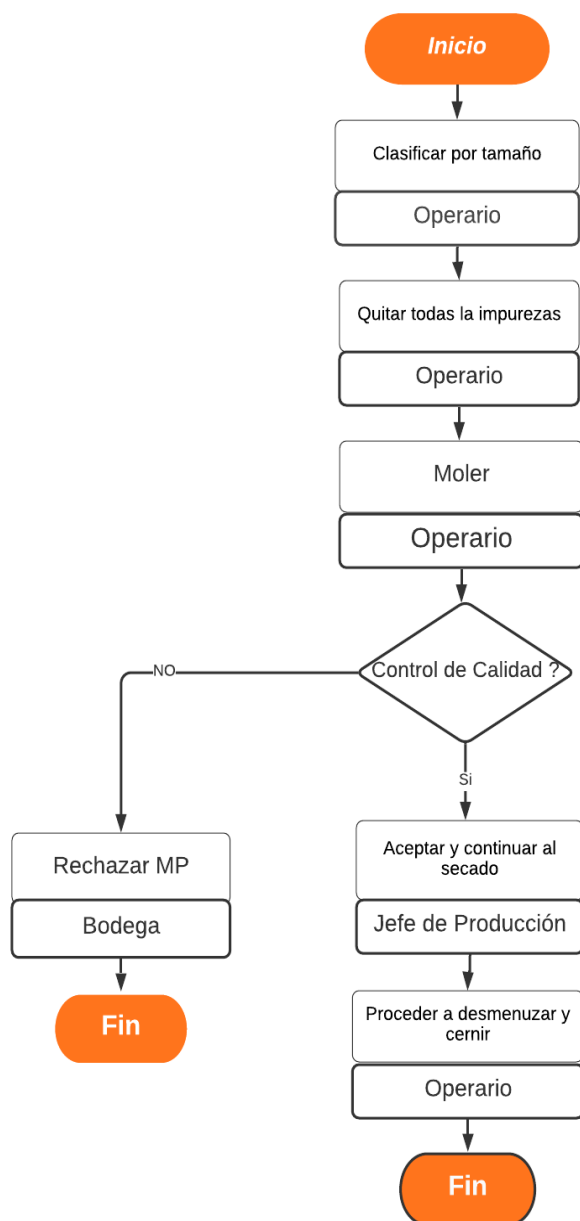 Inicio
Clasificar por tamaño
Operario
Quitar todas la impurezas
Operario
Moler
Operario
Control de Calidad ?
NO
Si
Rechazar MP
Bodega
Fin
Aceptar y continuar al
secado
Jefe de Producción
Proceder a desmenuzar y
cernir
Operario
Fin